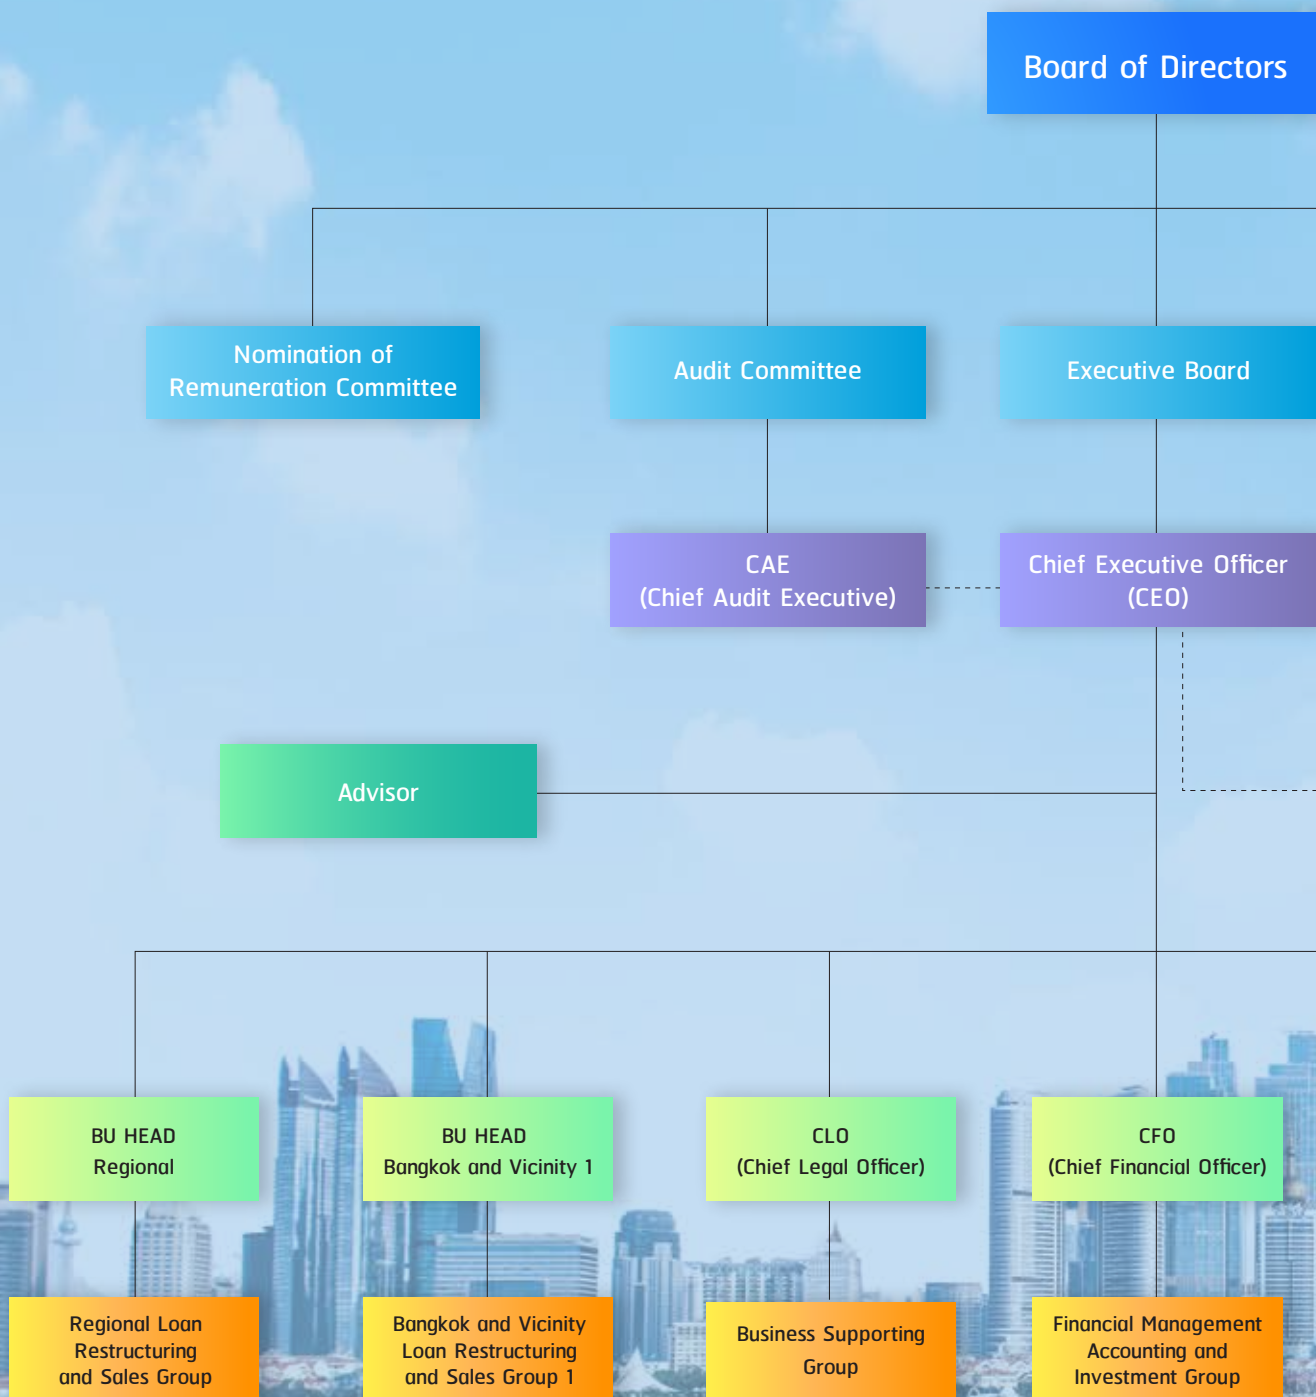 Board of Directors
Nomination of
Remuneration Committee
Audit Committee
Executive Board
CAE
(Chief Audit Executive)
Chief Executive Officer
(CEO)
Advisor
BU HEAD
Regional
BU HEAD
Bangkok and Vicinity 1
CLO
(Chief Legal Officer)
CFO
(Chief Financial Officer)
Regional Loan
Restructuring
and Sales Group
Bangkok and Vicinity
Loan Restructuring
and Sales Group 1
Business Supporting
Group
Financial Management
Accounting and
Investment Group